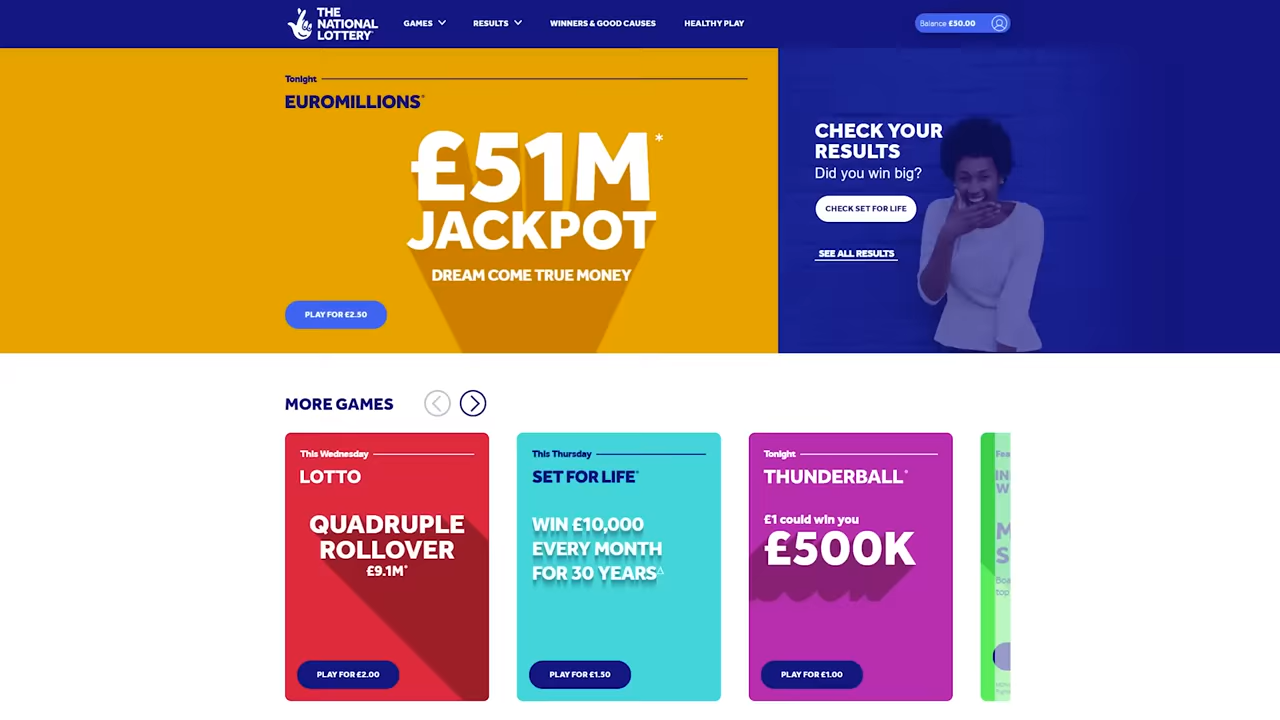 THE
NATIONAL
LOTTERY
GAMES
RESULTS
WINNERS & GOOD CAUSES
HEALTHY PLAY
Balance £50.00
Tonight
EUROMILLIONS
£51M*
JACKPOT
DREAM COME TRUE MONEY
PLAY FOR £2.50
CHECK YOUR
RESULTS
Did you win big?
CHECK SET FOR LIFE
SEE ALL RESULTS
MORE GAMES
This Wednesday
LOTTO
QUADRUPLE
ROLLOVER
£9.1M*
PLAY FOR £2.00
This Thursday
SET FOR LIFE
WIN £10,000
EVERY MONTH
FOR 30 YEARS△
PLAY FOR £1.50
Tonight
THUNDERBALL
£1 could win you
£500K
PLAY FOR £1.00